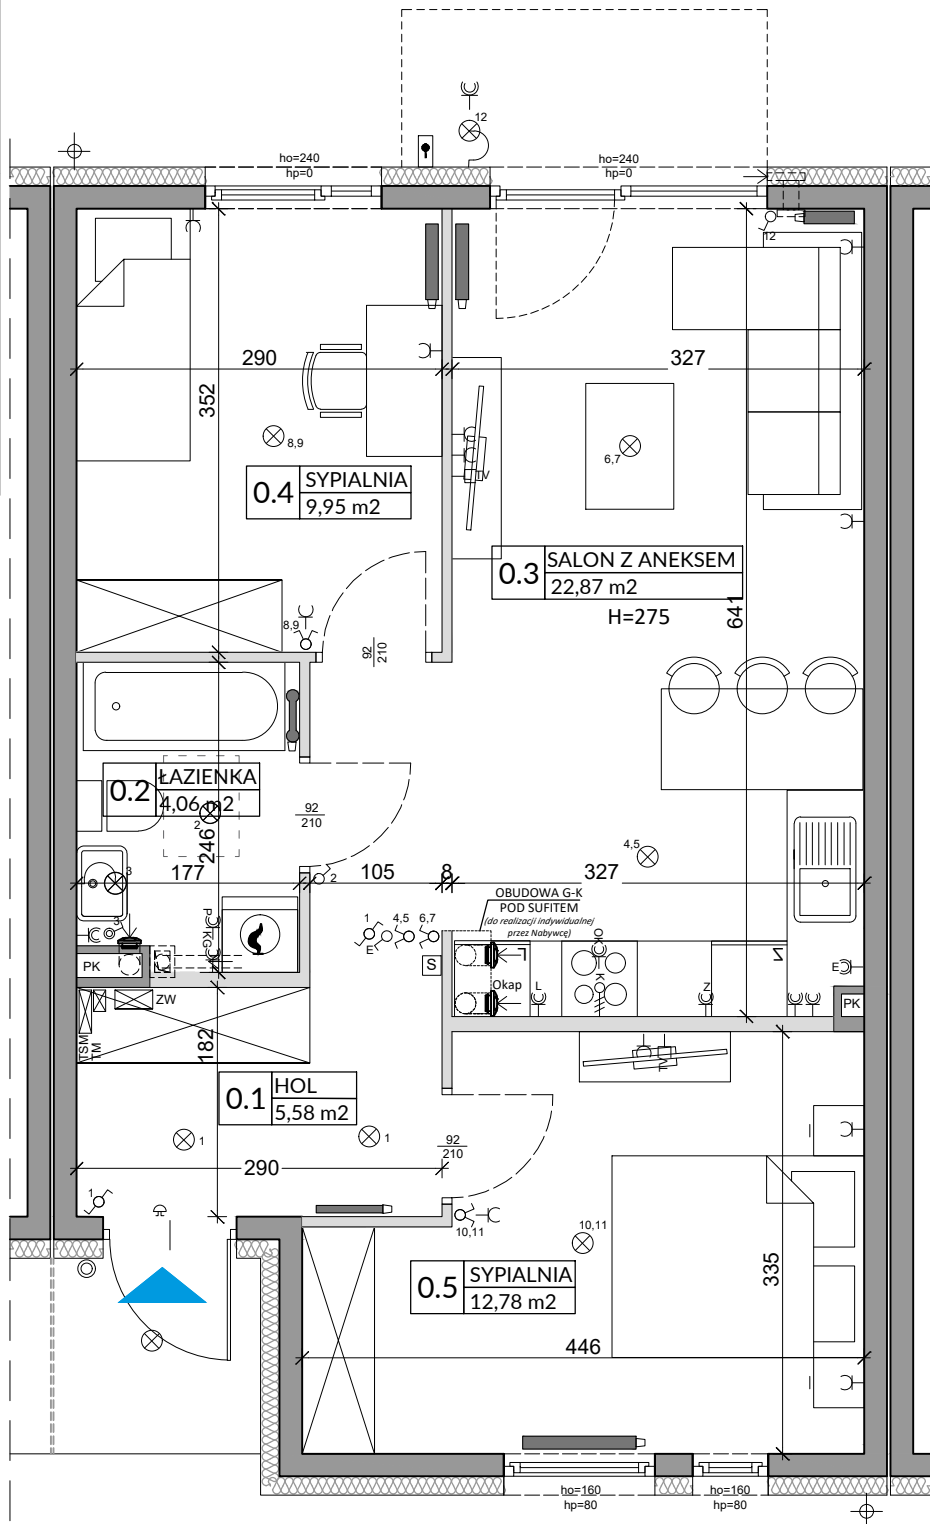 12
ho=240
hp=0
ho=240
hp=0
12
290
327
352
8,9
6,7
TV
0.4
SYPIALNIA
9,95 m2
0.3
SALON Z ANEKSEM
22,87 m2
H=275
641
8,9
92
210
0.2
ŁAZIENKA
4,06 m2
2
246
92
210
4,5
3
177
2
105
8
327
OBUDOWA G-K
POD SUFITEM
(do realizacji indywidualnej
przez Nabywcę)
3
1
4,5
6,7
E
S
PK
Okap
L
OK
K
Z
E
PK
ZW
TSM
TM
182
0.1
HOL
5,58 m2
1
1
92
210
290
1
10,11
10,11
0.5
SYPIALNIA
12,78 m2
335
446
ho=160
hp=80
ho=160
hp=80